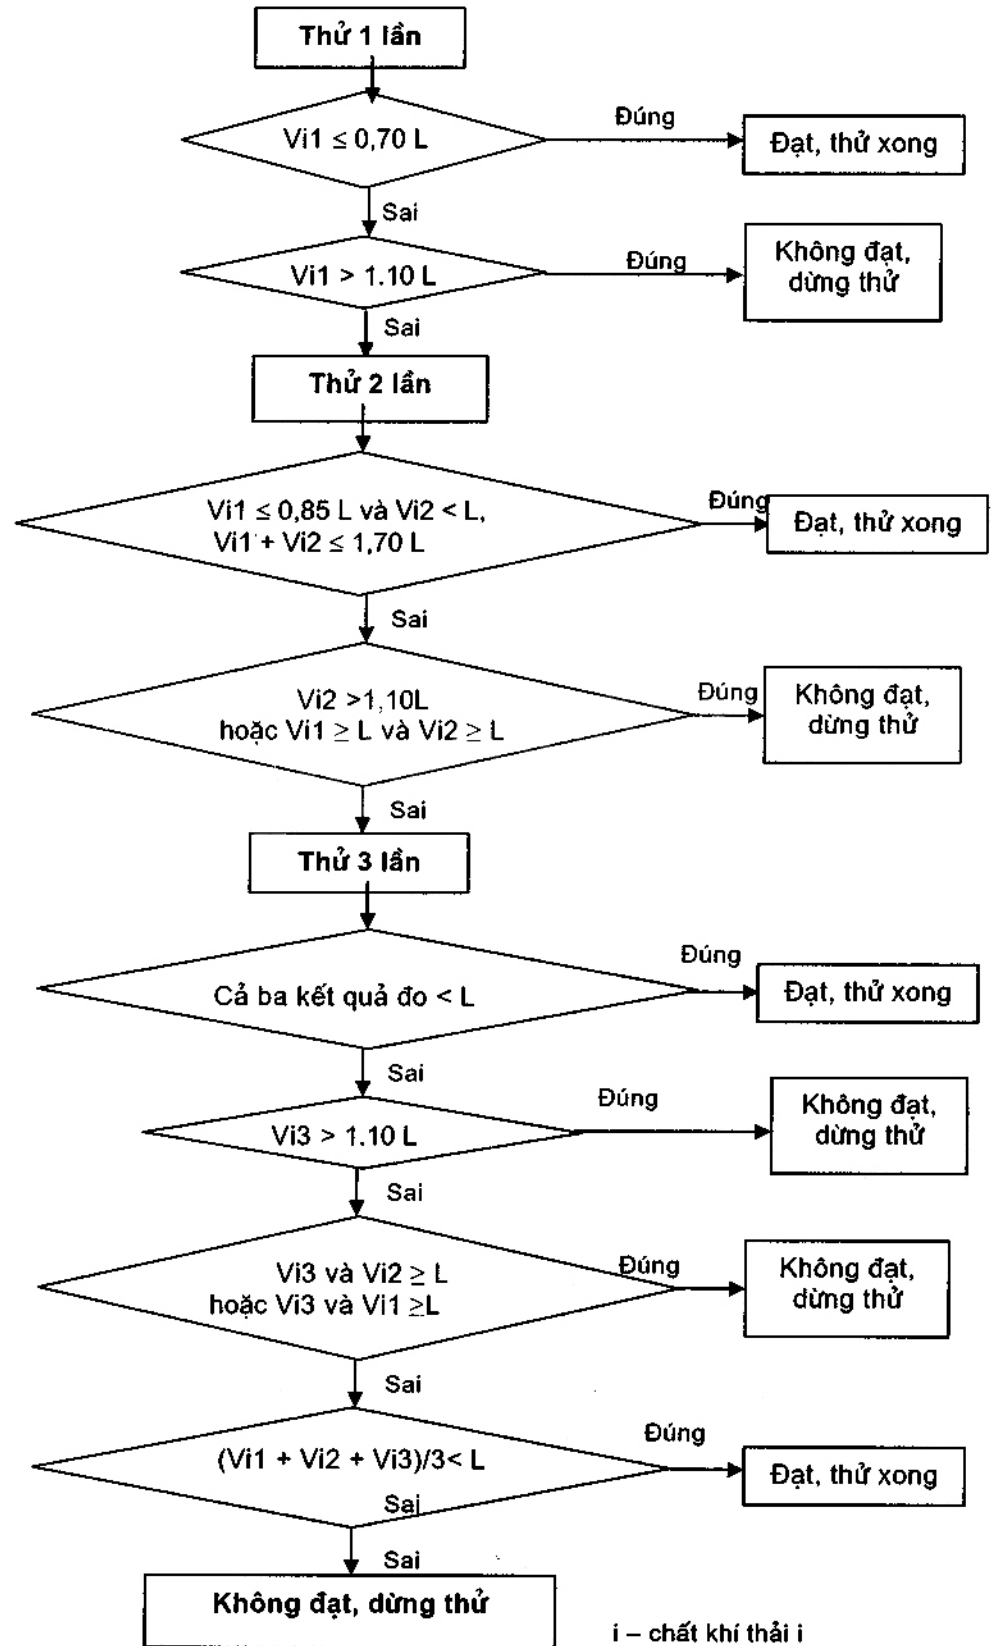 Thử 1 lần
Vi1 ≤ 0,70 L
Đúng
Đạt, thử xong
Sai
Vi1 > 1.10 L
Đúng
Không đạt,
dừng thử
Sai
Thử 2 lần
Vi1 ≤ 0,85 L và Vi2 < L,
Vi1 + Vi2 ≤ 1,70 L
Đúng
Đạt, thử xong
Sai
Vi2 >1,10L
hoặc Vi1 ≥ L và Vi2 ≥ L
Đúng
Không đạt,
dừng thử
Sai
Thử 3 lần
Cả ba kết quả đo < L
Đúng
Đạt, thử xong
Sai
Vi3 > 1.10 L
Đúng
Không đạt,
dừng thử
Sai
Vi3 và Vi2 ≥ L
hoặc Vi3 và Vi1 ≥L
Đúng
Không đạt,
dừng thử
Sai
(Vi1 + Vi2 + Vi3)/3< L
Sai
Đúng
Đạt, thử xong
Sai
Không đạt, dừng thử
i – chất khí thải i